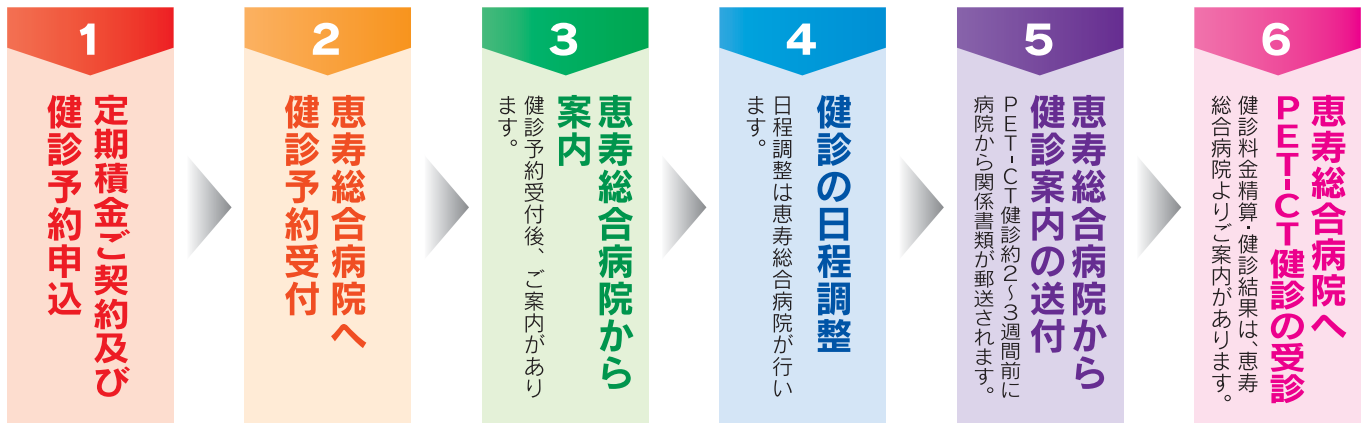 1
定期積金ご契約及び
健診予約申込
2
恵寿総合病院へ
健診予約受付
3
恵寿総合病院から
案内
健診予約受付後、ご案内があり
ます。
4
健診の日程調整
日程調整は恵寿総合病院が行い
ます。
5
恵寿総合病院から
健診案内の送付
PET-CT健診約2〜3週間前に
病院から関係書類が郵送されます。
6
恵寿総合病院へ
PET-CT健診の受診
健診料金精算・健診結果は、恵寿
総合病院よりご案内があります。